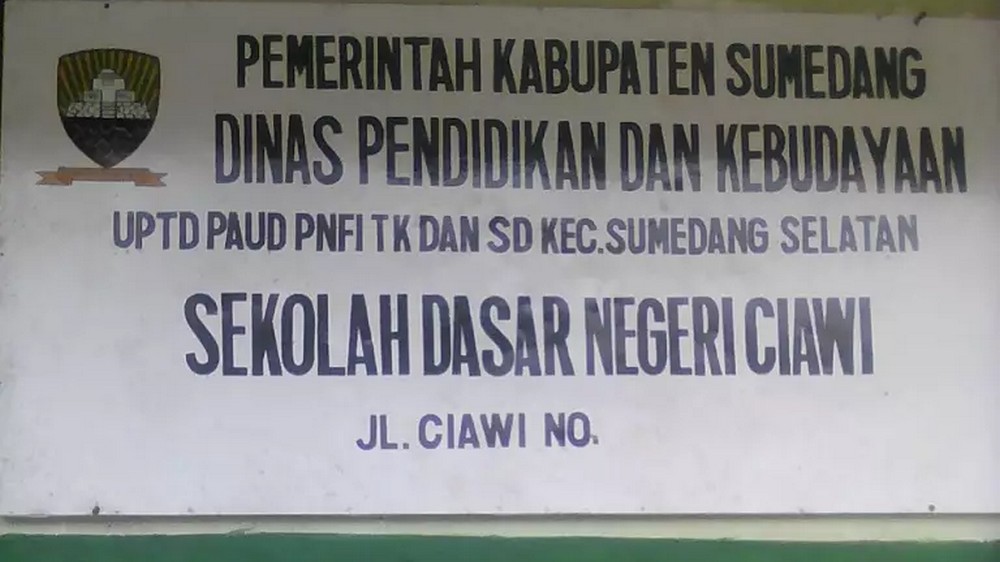 PEMERINTAH KABUPATEN SUMEDANG
DINAS PENDIDIKAN DAN KEBUDAYAAN
UPTD PAUD PNFI TK DAN SD KEC.SUMEDANG SELATAN
SEKOLAH DASAR NEGERI CIAWI
JL. CIAWI NO.